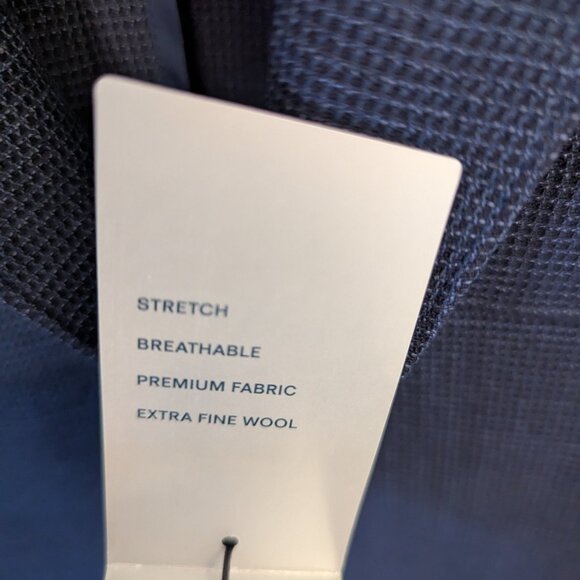 STRETCH
BREATHABLE
PREMIUM FABRIC
EXTRA FINE WOOL